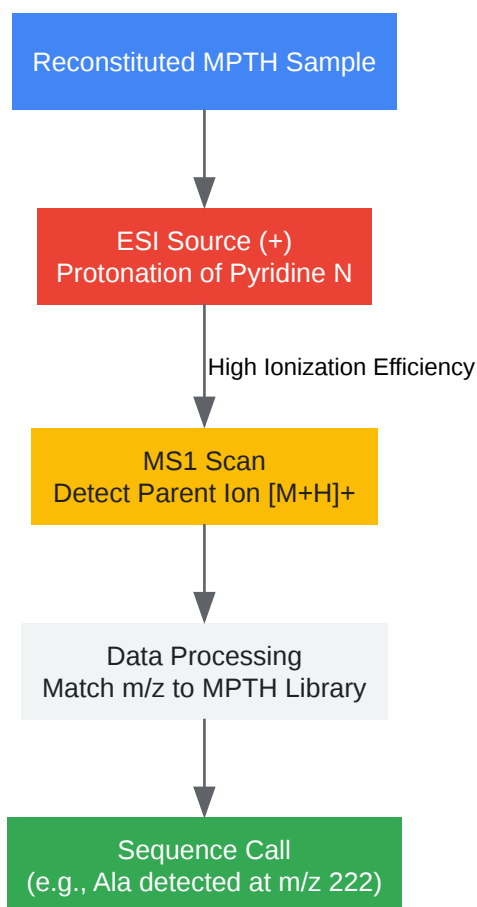 Reconstituted MPTH Sample
ESI Source (+)
Protonation of Pyridine N
High Ionization Efficiency
MS1 Scan
Detect Parent Ion [M+H]+
Data Processing
Match m/z to MPTH Library
Sequence Call
(e.g., Ala detected at m/z 222)